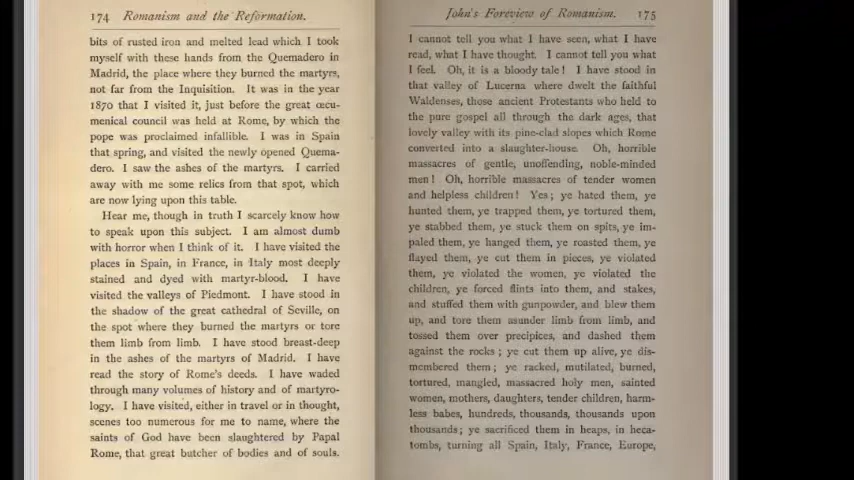 174 Romanism and the Reformation.
bits of rusted iron and melted lead which I took
myself with these hands from the Quemadero in
Madrid, the place where they burned the martyrs,
not far from the Inquisition. It was in the year
1870 that I visited it, just before the great œcu-
menical council was held at Rome, by which the
pope was proclaimed infallible. I was in Spain
that spring, and visited the newly opened Quema-
dero. I saw the ashes of the martyrs. I carried
away with me some relics from that spot, which
are now lying upon this table.
Hear me, though in truth I scarcely know how
to speak upon this subject. I am almost dumb
with horror when I think of it. I have visited the
places in Spain, in France, in Italy most deeply
stained and dyed with martyr-blood. I have
visited the valleys of Piedmont. I have stood in
the shadow of the great cathedral of Seville, on
the spot where they burned the martyrs or tore
them limb from limb. I have stood breast-deep
in the ashes of the martyrs of Madrid. I have
read the story of Rome's deeds. I have waded
through many volumes of history and of martyro-
logy. I have visited, either in travel or in thought,
scenes too numerous for me to name, where the
saints of God have been slaughtered by Papal
Rome, that great butcher of bodies and of souls.
John's Foreview of Romanism. 175
I cannot tell you what I have seen, what I have
read, what I have thought. I cannot tell you what
I feel. Oh, it is a bloody tale! I have stood in
that valley of Lucerna where dwelt the faithful
Waldenses, those ancient Protestants who held to
the pure gospel all through the dark ages, that
lovely valley with its pine-clad slopes which Rome
converted into a slaughter-house. Oh, horrible
massacres of gentle, unoffending, noble-minded
men! Oh, horrible massacres of tender women
and helpless children! Yes; ye hated them, ye
hunted them, ye trapped them, ye tortured them,
ye stabbed them, ye stuck them on spits, ye im-
paled them, ye hanged them, ye roasted them, ye
flayed them, ye cut them in pieces, ye violated
them, ye violated the women, ye violated the
children, ye forced flints into them, and stakes,
and stuffed them with gunpowder, and blew them
up, and tore them asunder limb from limb, and
tossed them over precipices, and dashed them
against the rocks; ye cut them up alive, ye dis-
membered them; ye racked, mutilated, burned,
tortured, mangled, massacred holy men, sainted
women, mothers, daughters, tender children, harm-
less babes, hundreds, thousands, thousands upon
thousands; ye sacrificed them in heaps, in heca-
tombs, turning all Spain, Italy, France, Europe,